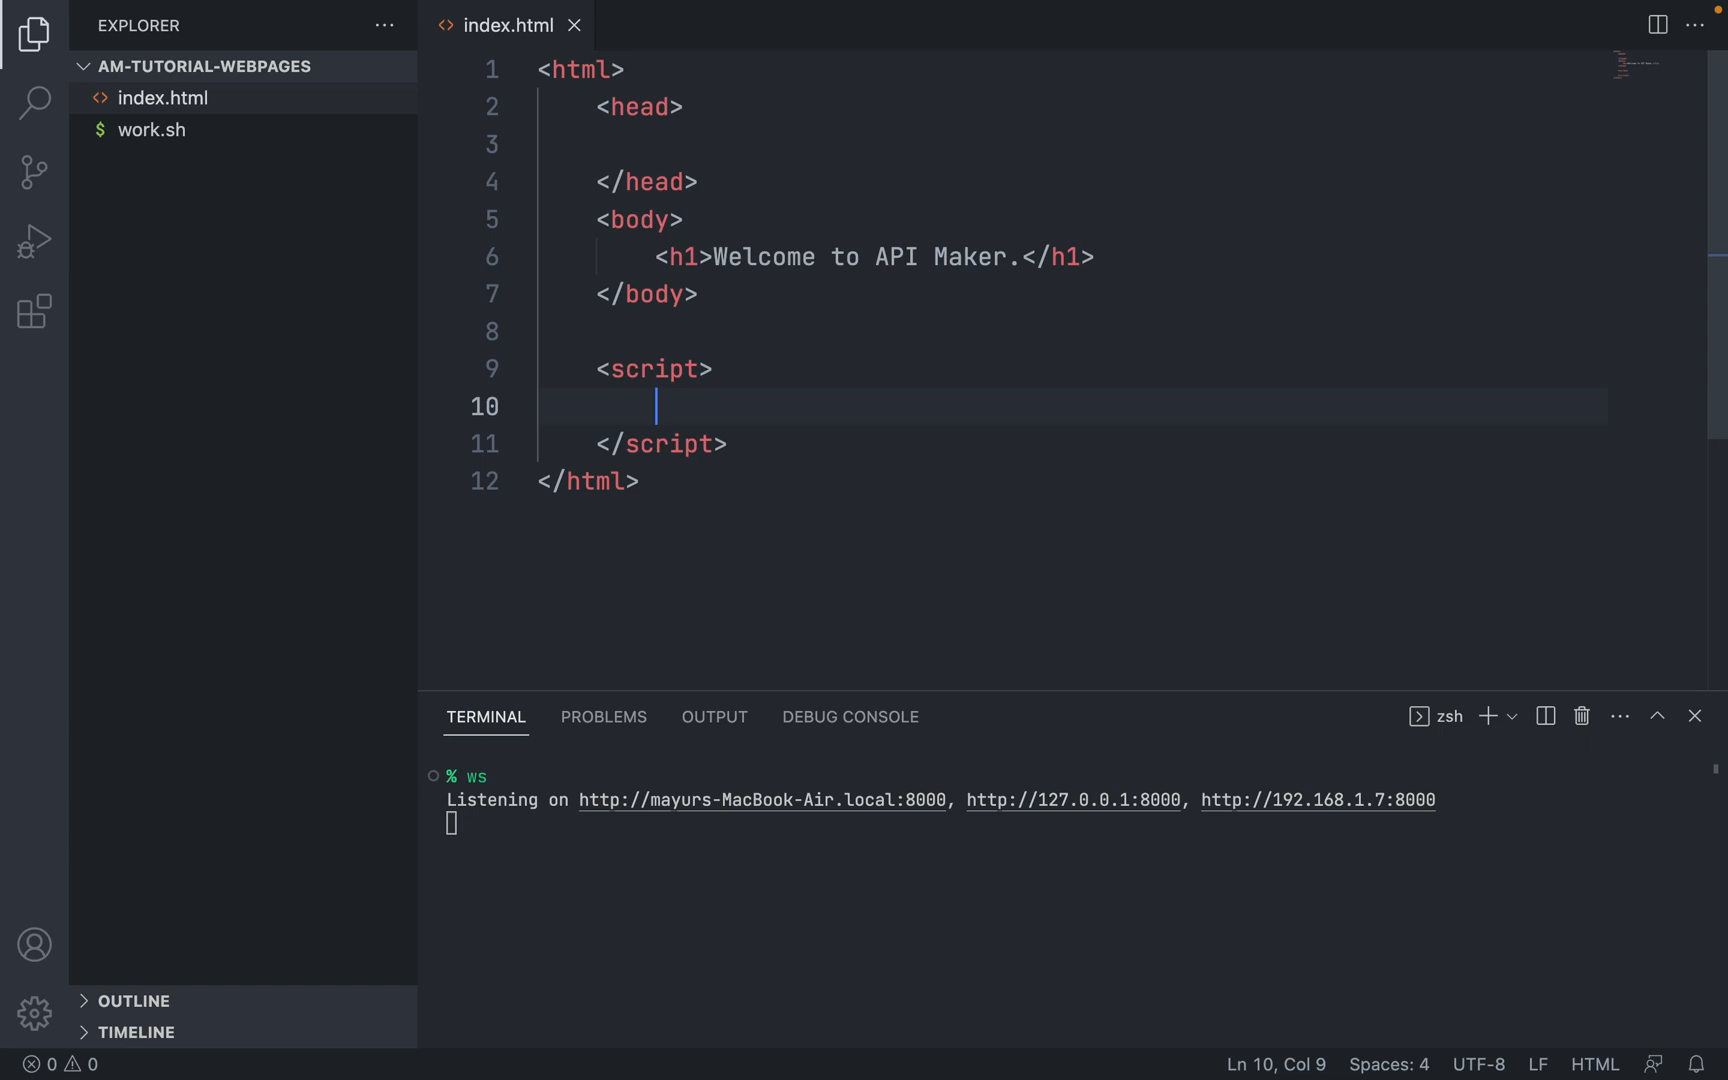 EXPLORER
AM-TUTORIAL-WEBPAGES
index.html
$ work.sh
OUTLINE
TIMELINE
index.html
1 <html>
2 <head>
3
4 </head>
5 <body>
6 <h1>Welcome to API Maker.</h1>
7 </body>
8
9 <script>
10
11 </script>
12 </html>
TERMINAL PROBLEMS OUTPUT DEBUG CONSOLE zsh
% ws
Listening on http://mayurs-MacBook-Air.local:8000, http://127.0.0.1:8000, http://192.168.1.7:8000
0 0 Ln 10, Col 9 Spaces: 4 UTF-8 LF HTML